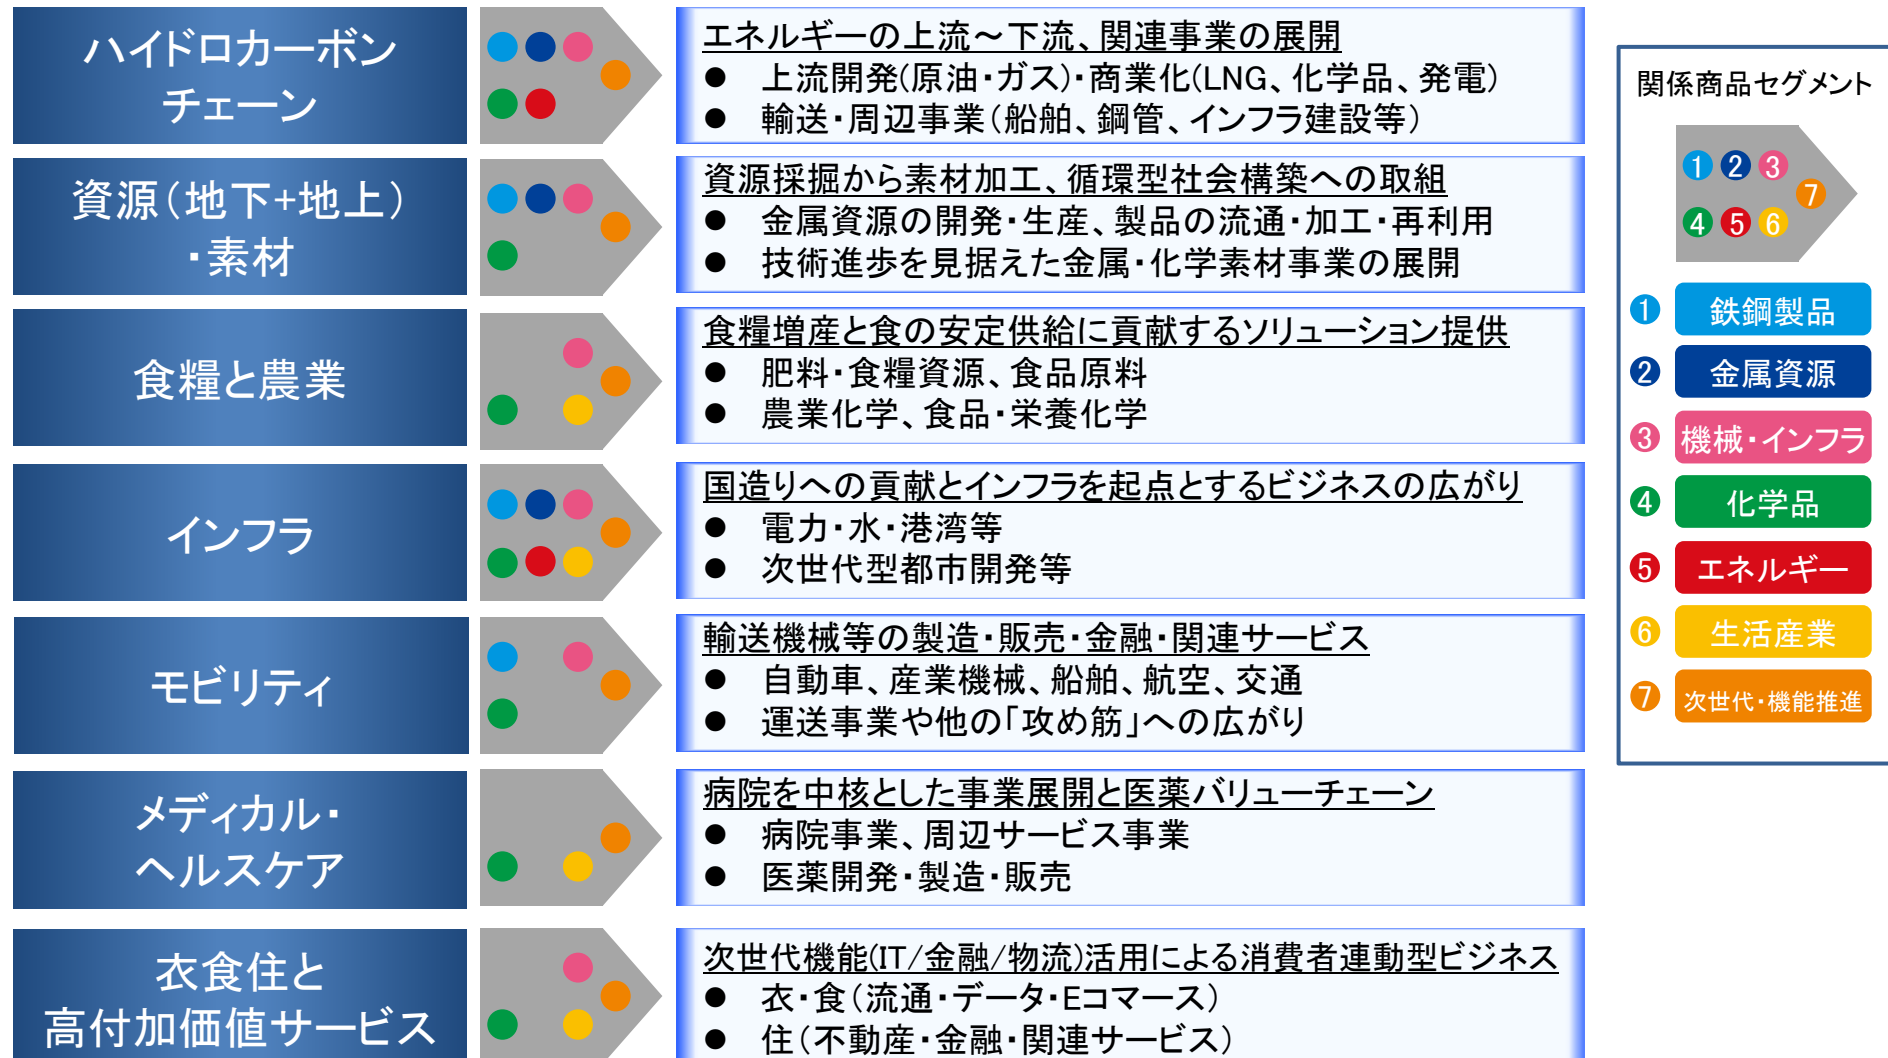 ハイドロカーボン
チェーン
エネルギーの上流～下流、関連事業の展開
● 上流開発(原油・ガス)・商業化(LNG、化学品、発電)
● 輸送・周辺事業(船舶、鋼管、インフラ建設等)
資源(地下+地上)
・素材
資源採掘から素材加工、循環型社会構築への取組
● 金属資源の開発・生産、製品の流通・加工・再利用
● 技術進歩を見据えた金属・化学素材事業の展開
食糧と農業
食糧増産と食の安定供給に貢献するソリューション提供
● 肥料・食糧資源、食品原料
● 農業化学、食品・栄養化学
インフラ
国造りへの貢献とインフラを起点とするビジネスの広がり
● 電力・水・港湾等
● 次世代型都市開発等
モビリティ
輸送機械等の製造・販売・金融・関連サービス
● 自動車、産業機械、船舶、航空、交通
● 運送事業や他の「攻め筋」への広がり
メディカル・
ヘルスケア
病院を中核とした事業展開と医薬バリューチェーン
● 病院事業、周辺サービス事業
● 医薬開発・製造・販売
衣食住と
高付加価値サービス
次世代機能(IT/金融/物流)活用による消費者連動型ビジネス
● 衣・食(流通・データ・Eコマース)
● 住(不動産・金融・関連サービス)
関係商品セグメント
1 2 3
7
4 5 6
1 鉄鋼製品
2 金属資源
3 機械・インフラ
4 化学品
5 エネルギー
6 生活産業
7 次世代・機能推進